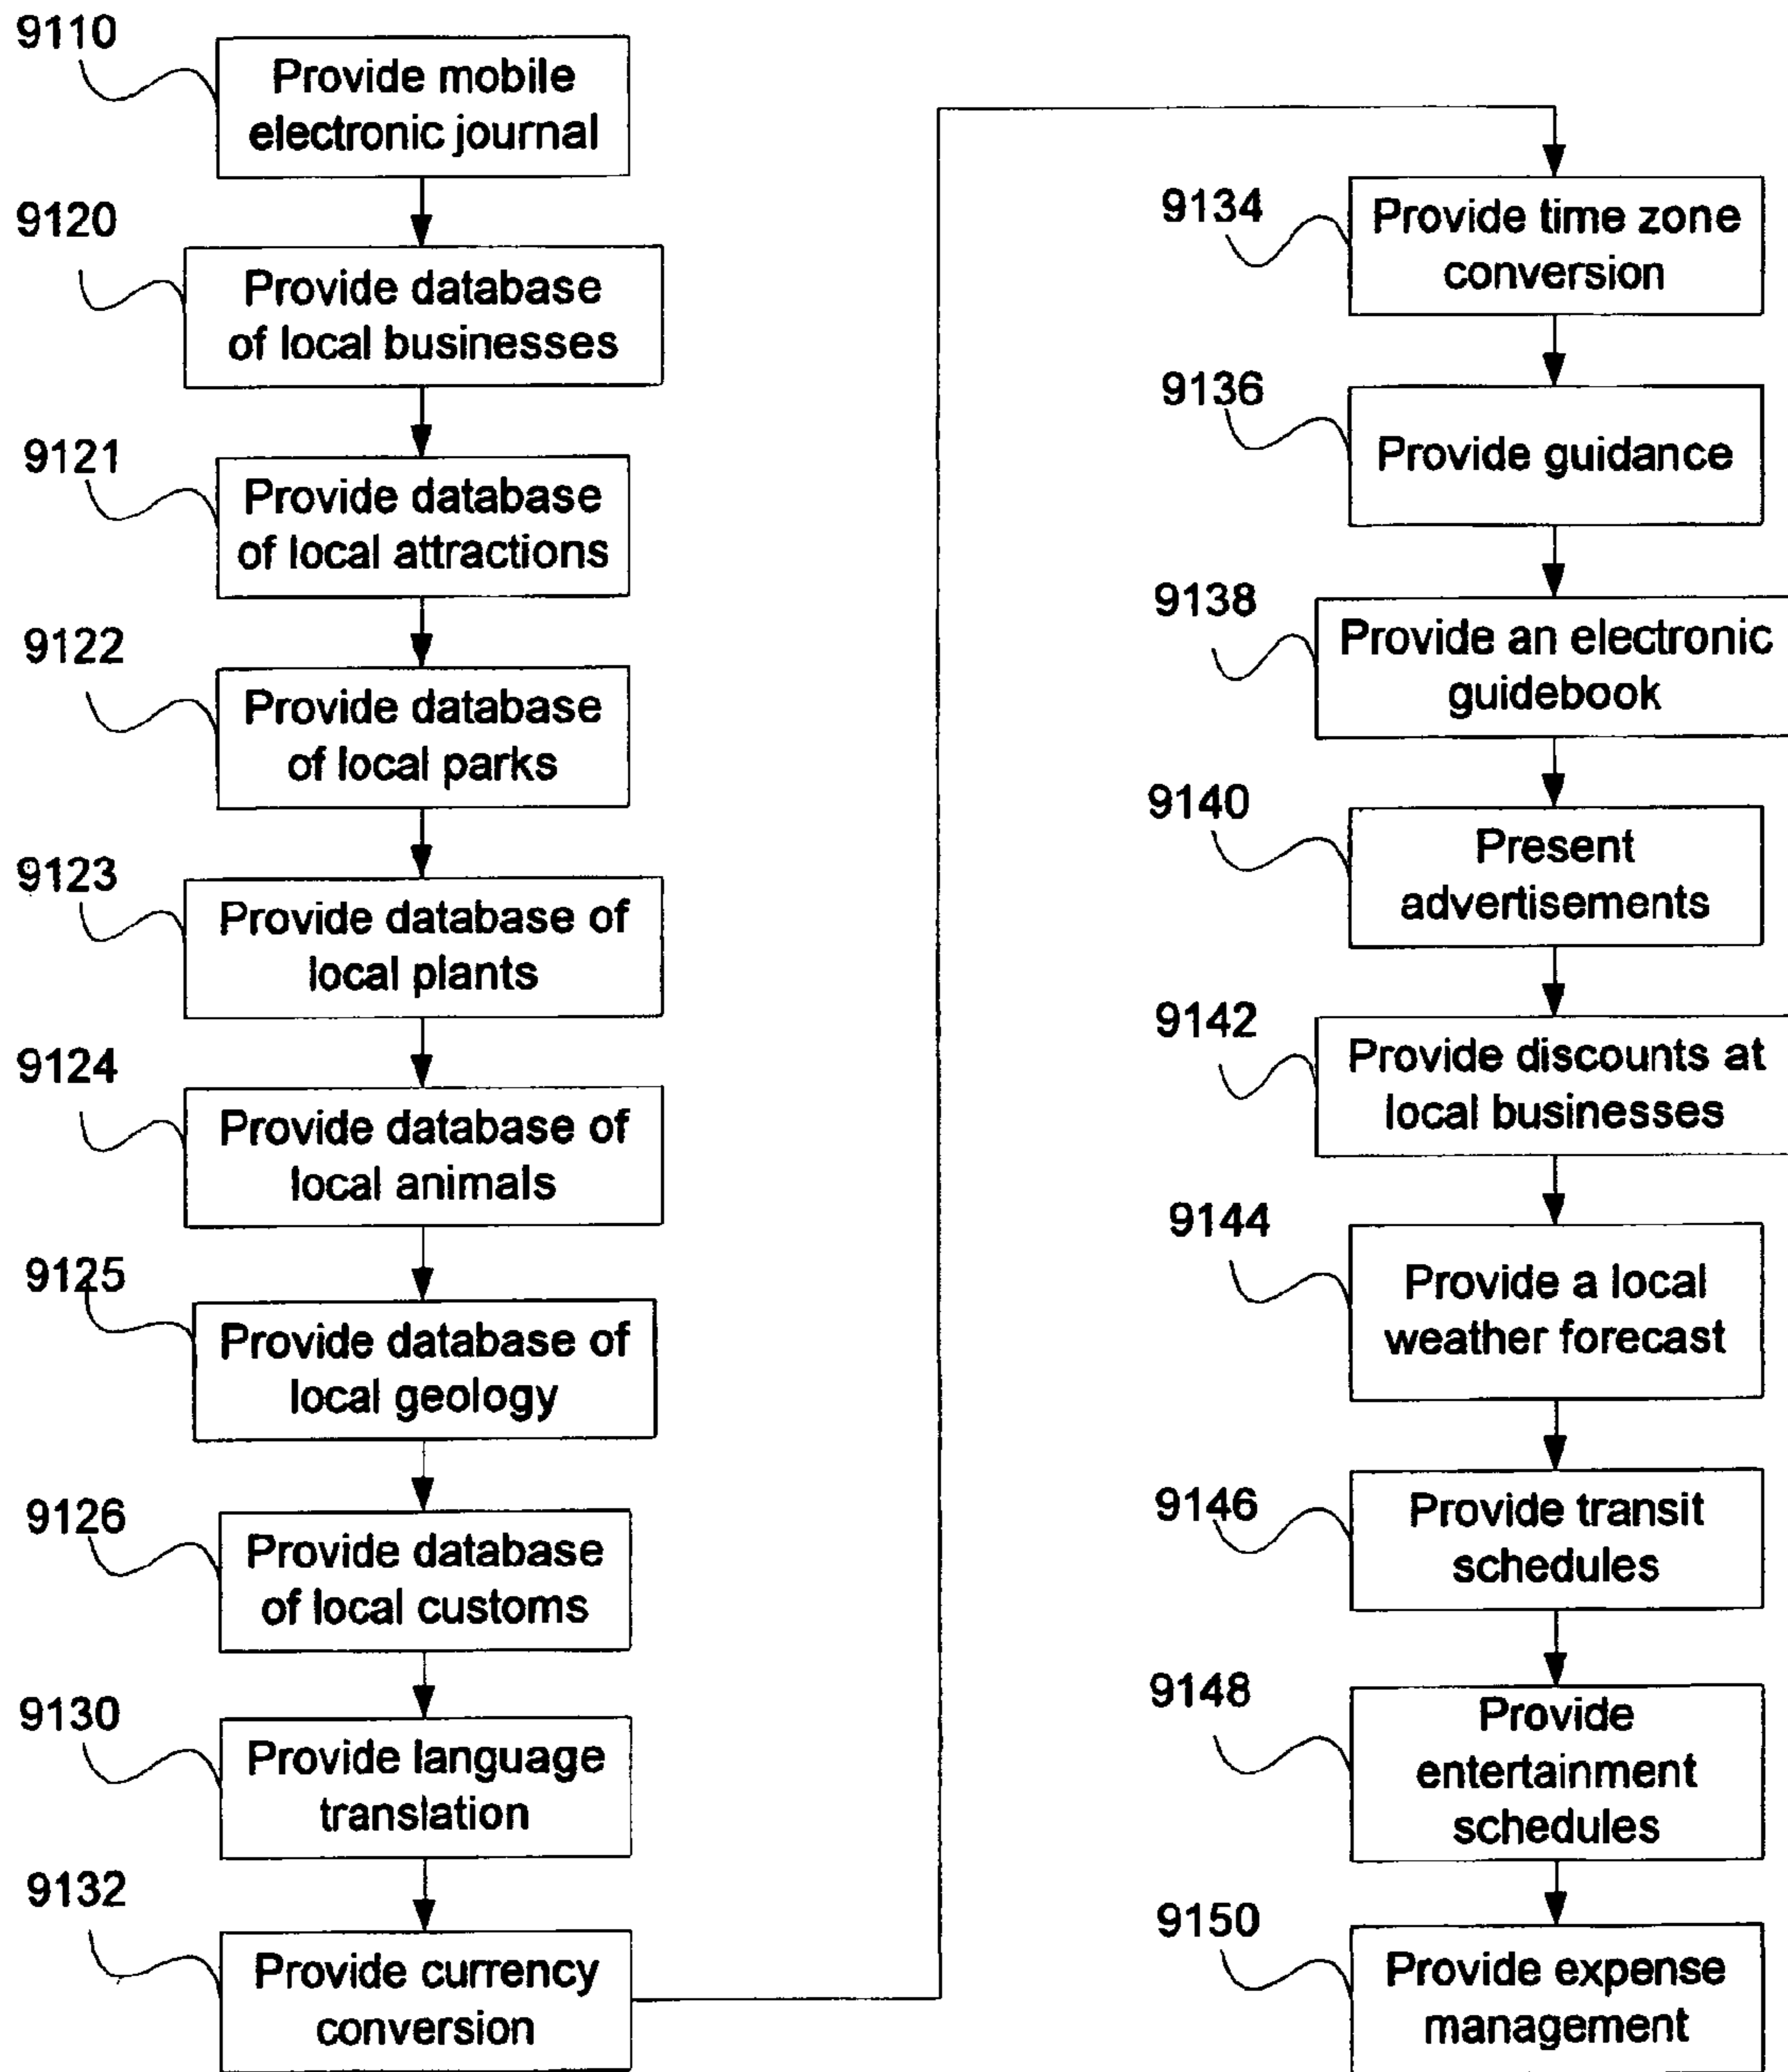 9110
Provide mobile
electronic journal
9120
Provide database
of local businesses
9121
Provide database
of local attractions
9122
Provide database
of local parks
9123
Provide database of
local plants
9124
Provide database of
local animals
9125
Provide database of
local geology
9126
Provide database
of local customs
9130
Provide language
translation
9132
Provide currency
conversion
9134
Provide time zone
conversion
9136
Provide guidance
9138
Provide an electronic
guidebook
9140
Present
advertisements
9142
Provide discounts at
local businesses
9144
Provide a local
weather forecast
9146
Provide transit
schedules
9148
Provide
entertainment
schedules
9150
Provide expense
management